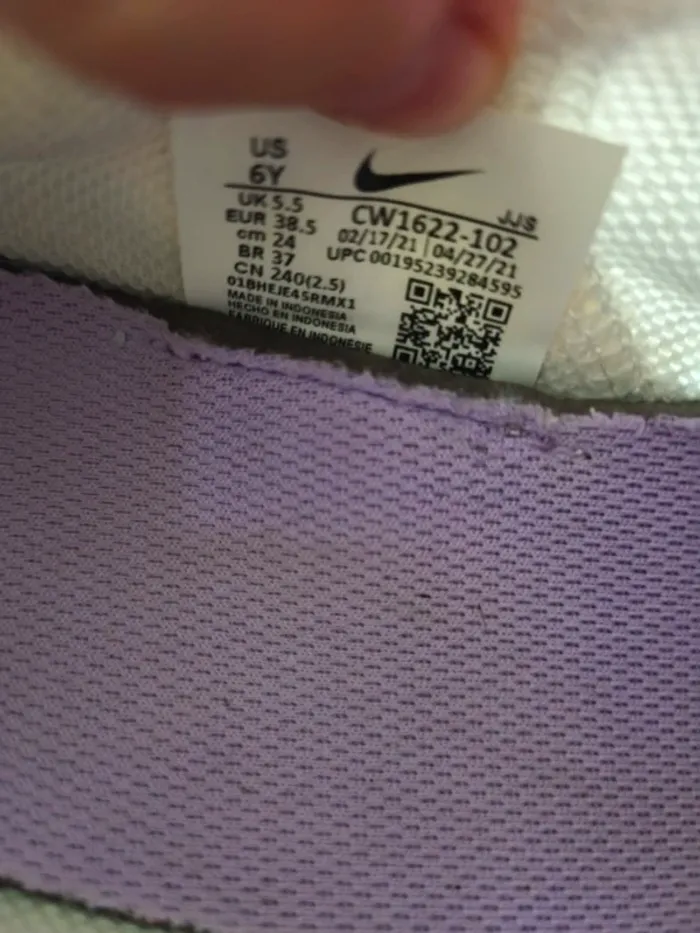 US
6Y
UK 5.5
EUR 38.5
cm 24
BR 37
CN 240(2.5)
01BHEJE4SRMX1
MADE IN INDONESIA
HECHO EN INDONESIA
FABRIQUE EN INDONESIE
JJS
CW1622-102
02/17/21 04/27/21
UPC 00195239284595